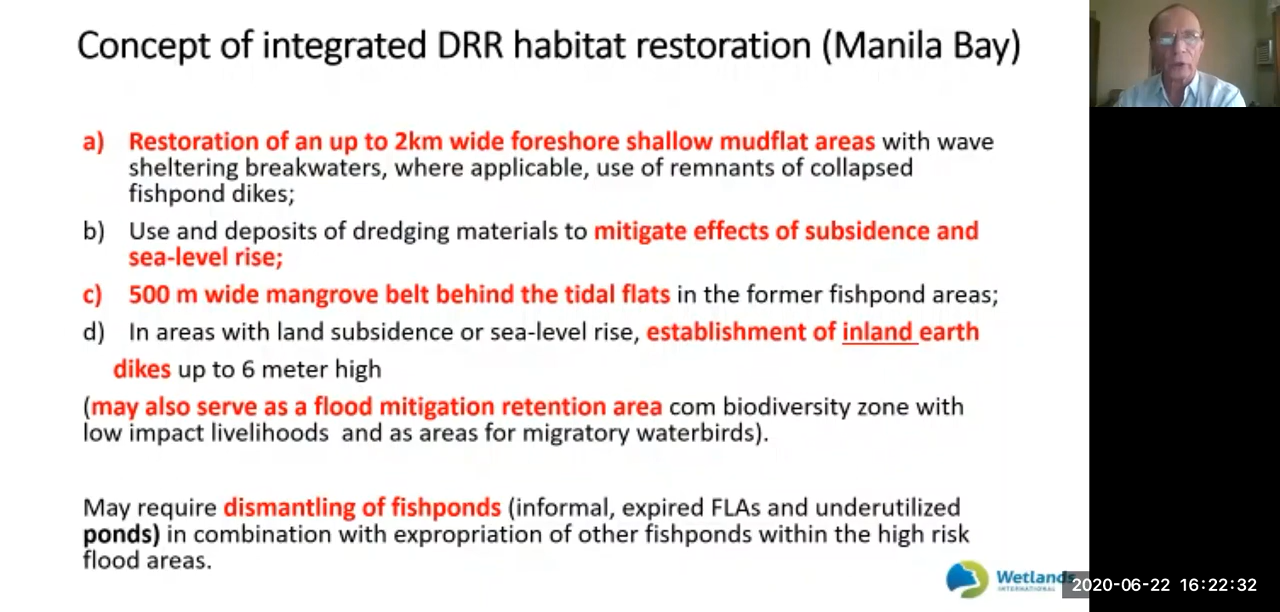 Concept of integrated DRR habitat restoration (Manila Bay)
a) Restoration of an up to 2km wide foreshore shallow mudflat areas with wave
sheltering breakwaters, where applicable, use of remnants of collapsed
fishpond dikes;
b) Use and deposits of dredging materials to mitigate effects of subsidence and
sea-level rise;
c) 500 m wide mangrove belt behind the tidal flats in the former fishpond areas;
d) In areas with land subsidence or sea-level rise, establishment of inland earth
dikes up to 6 meter high
(may also serve as a flood mitigation retention area com biodiversity zone with
low impact livelihoods and as areas for migratory waterbirds).
May require dismantling of fishponds (informal, expired FLAs and underutilized
ponds) in combination with expropriation of other fishponds within the high risk
flood areas.
Wetlands
INTERNATIONAL
2020-06-22 16:22:32